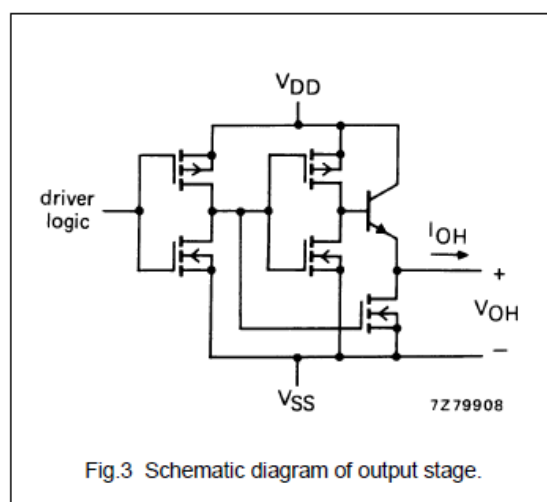 VDD
driver
logic
IOH
+
VOH
–
VSS
7Z79908
Fig.3 Schematic diagram of output stage.